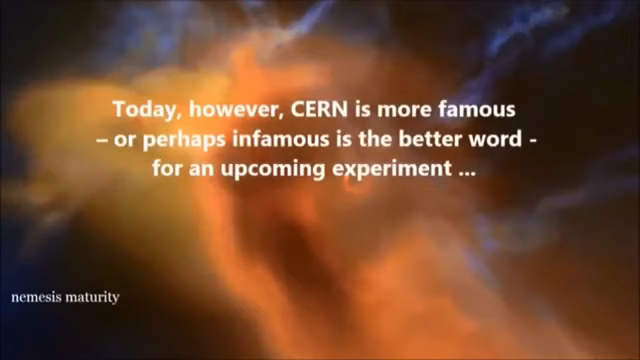 Today, however, CERN is more famous
– or perhaps infamous is the better word -
for an upcoming experiment ...
nemesis maturity